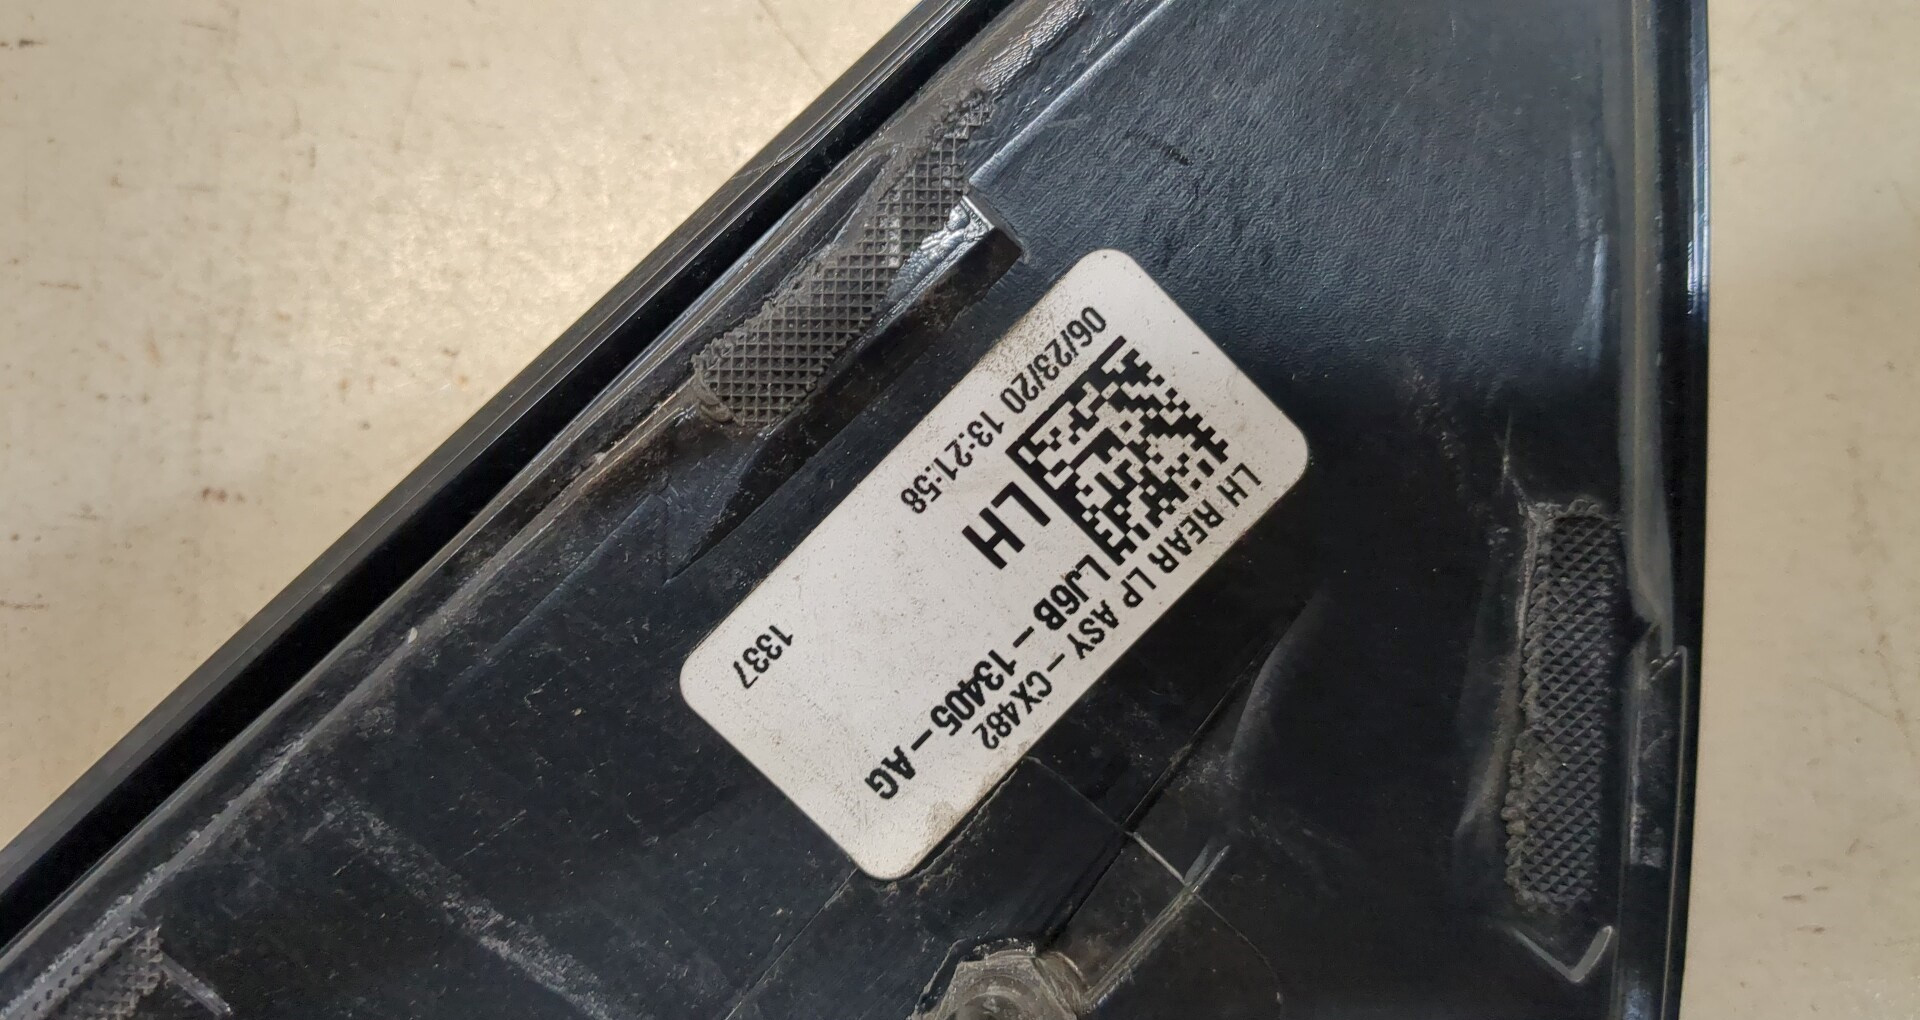 LH REAR LP ASY - CX482
LJ6B - 13405 - AG
LH
06/23/20 13:21:58
1337